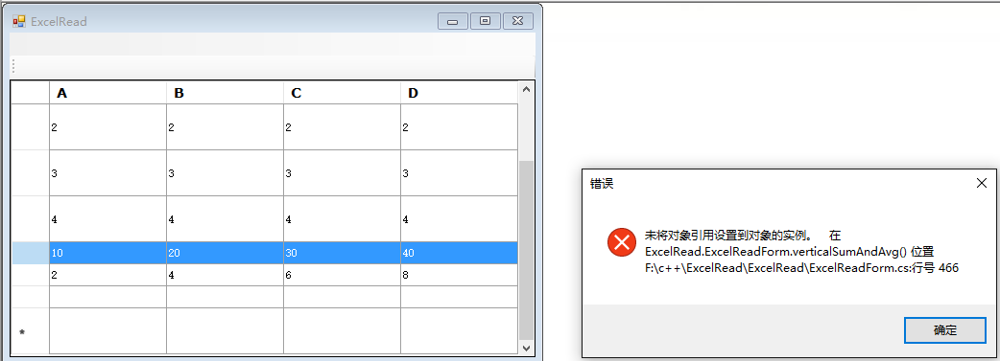 ExcelRead
A B C D
2 2 2 2
3 3 3 3
4 4 4 4
10 20 30 40
2 4 6 8
*
错误
未将对象引用设置到对象的实例。 在
ExcelRead.ExcelReadForm.verticalSumAndAvg() 位置
F:\c++\ExcelRead\ExcelRead\ExcelReadForm.cs:行号 466
确定